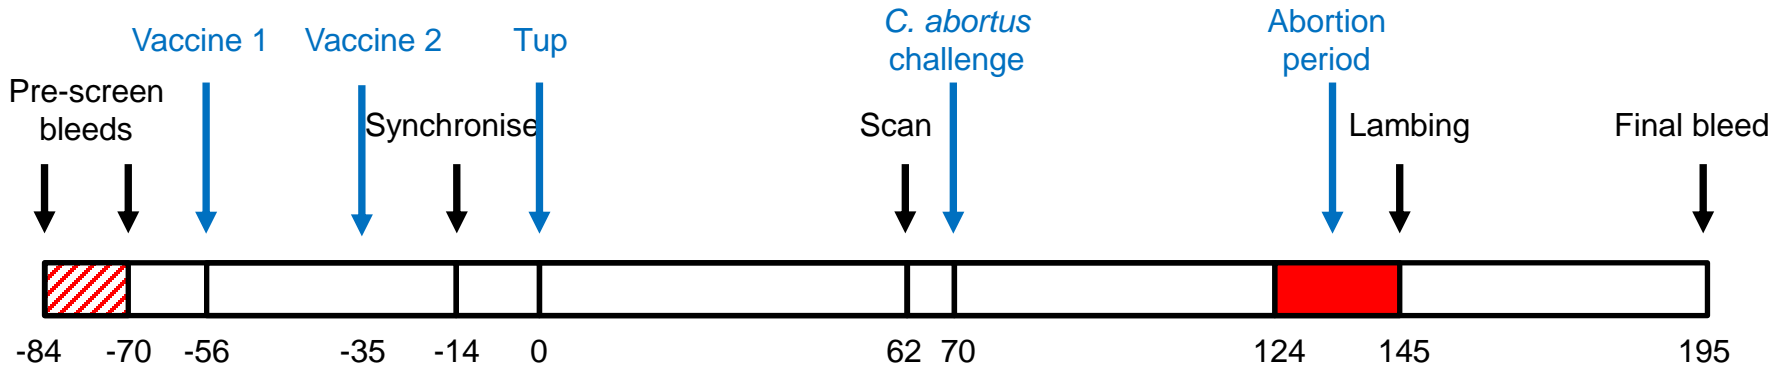 Pre-screen
bleeds
Vaccine 1
Vaccine 2
Synchronise
Tup
Scan
C. abortus
challenge
Abortion
period
Lambing
Final bleed
-84
-70
-56
-35
-14
0
62
70
124
145
195